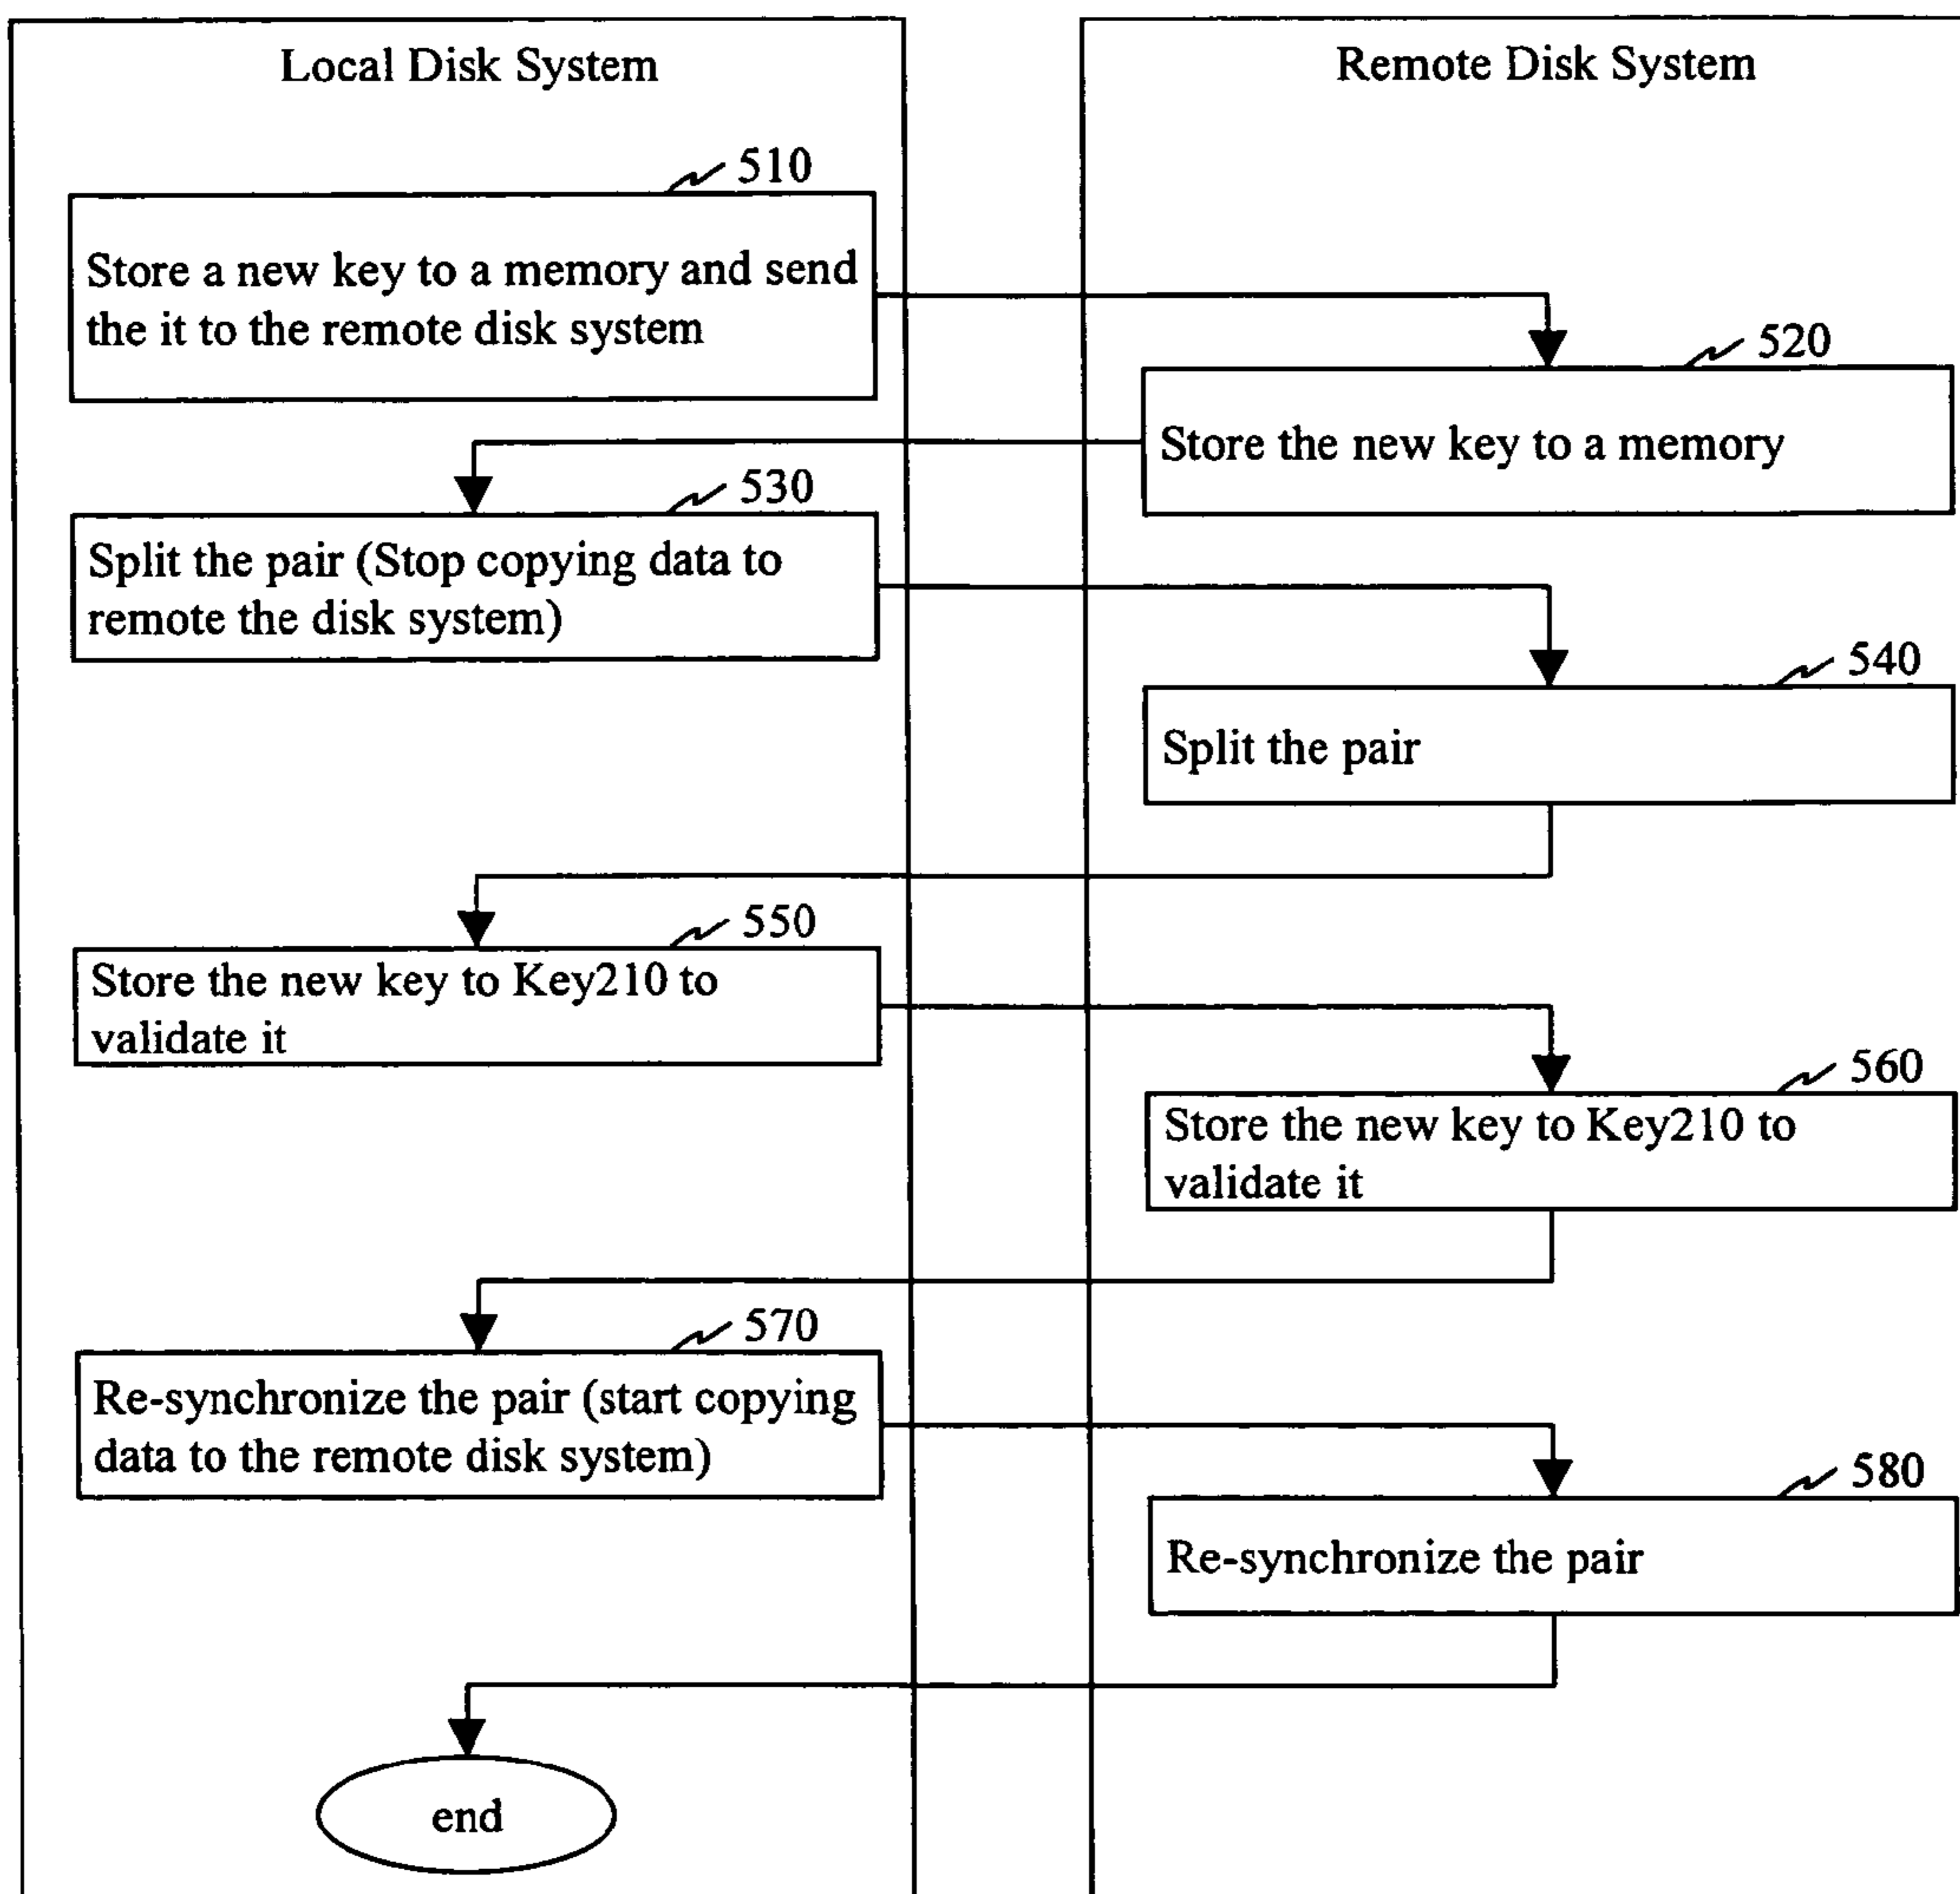 Local Disk System
Remote Disk System
510
Store a new key to a memory and send
the it to the remote disk system
520
Store the new key to a memory
530
Split the pair (Stop copying data to
remote the disk system)
540
Split the pair
550
Store the new key to Key210 to
validate it
560
Store the new key to Key210 to
validate it
570
Re-synchronize the pair (start copying
data to the remote disk system)
580
Re-synchronize the pair
end